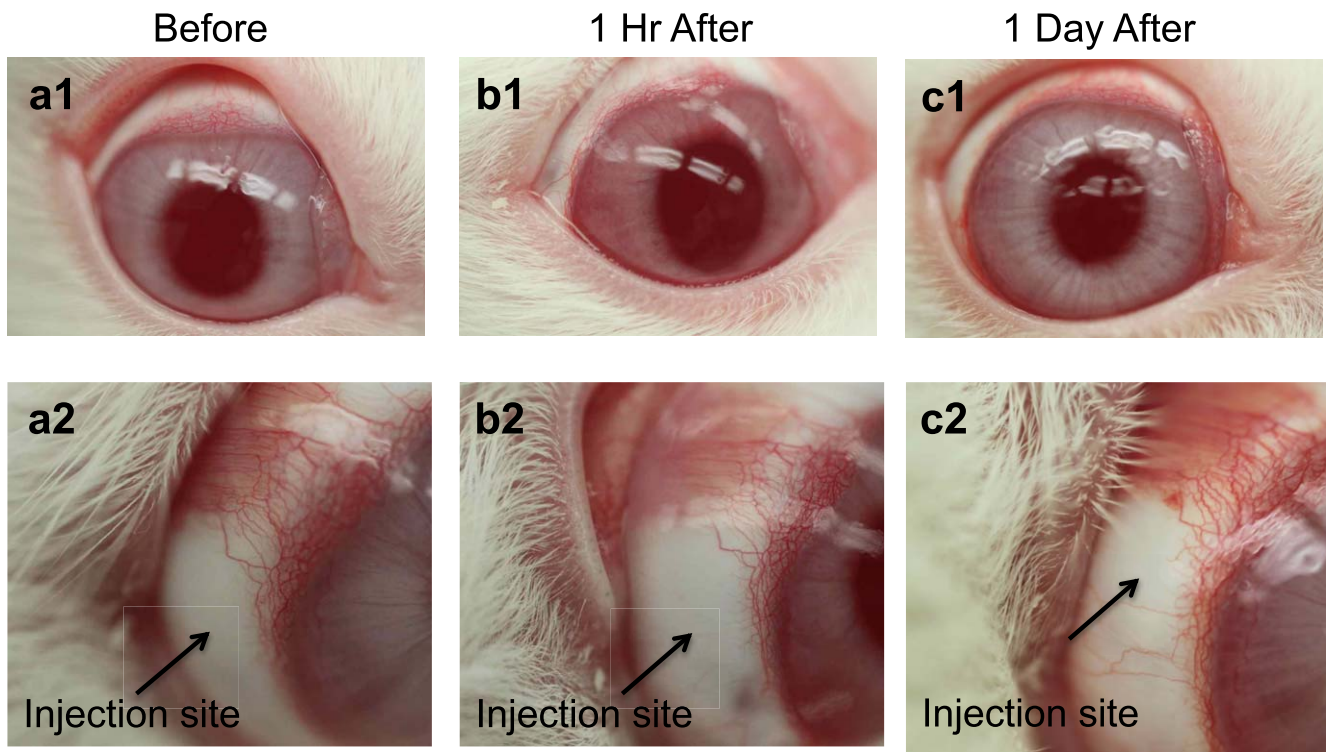 Before
1 Hr After
1 Day After
a1
b1
c1
a2
b2
c2
Injection site
Injection site
Injection site